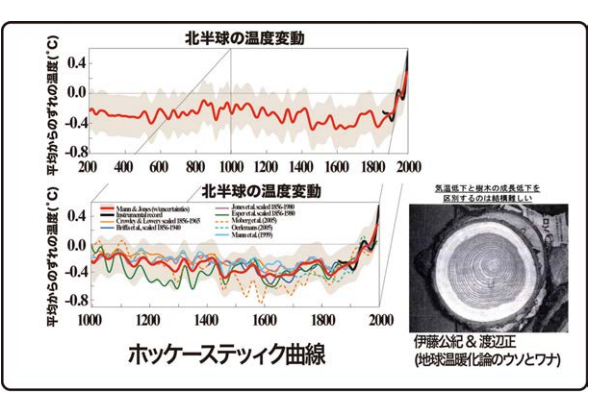 北半球の温度変動
平均からのずれの温度(°C)
0.4
0.0
-0.4
-0.8
200 400 600 800 1000 1200 1400 1600 1800 2000
北半球の温度変動
平均からのずれの温度(°C)
0.4
0.0
-0.4
-0.8
Mann & Jones (w/uncertainties)
Instrumental record
Crowley & Lowery scaled 1856-1965
Briffa et al, scaled 1856-1940
Jones et al, scaled 1856-1980
Esper et al, scaled 1856-1980
Moberg et al. (2005)
Oerlemans (2005)
Mann et al. (1999)
1000 1200 1400 1600 1800 2000
ホッケーステッィク曲線
気温低下と樹木の成長低下を
区別するのは結構難しい
伊藤公紀 & 渡辺正
(地球温暖化論のウソとワナ)